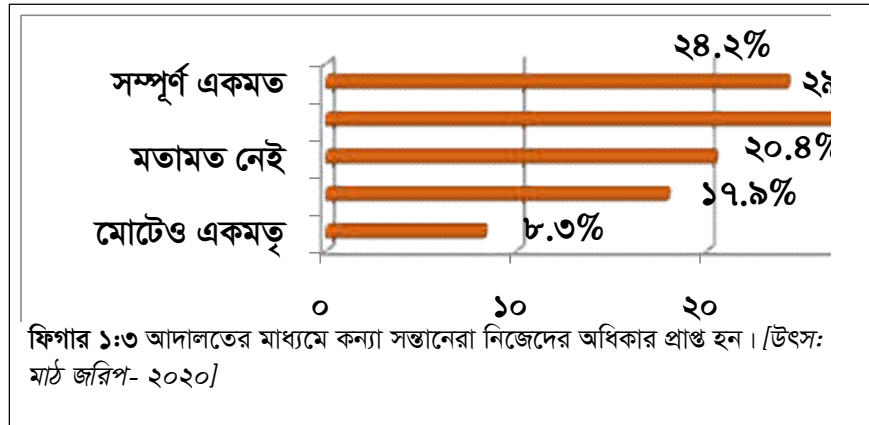 ২৪.২%
সম্পূর্ণ একমত
২৯
মতামত নেই ২০.৪%
১৭.৯%
মোটেও একমতৃ ৮.৩%
০ ১০ ২০
ফিগার ১:৩ আদালতের মাধ্যমে কন্যা সন্তানেরা নিজেদের অধিকার প্রাপ্ত হন। [উৎস:
মাঠ জরিপ- ২০২০]